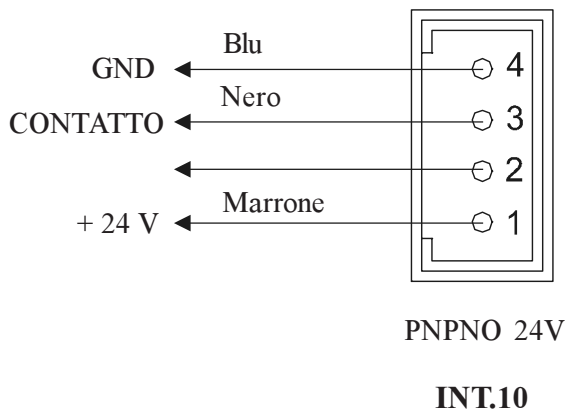 Blu
GND 4
Nero
CONTATTO 3
2
Marrone
+ 24 V 1
PNPNO 24V
INT.10